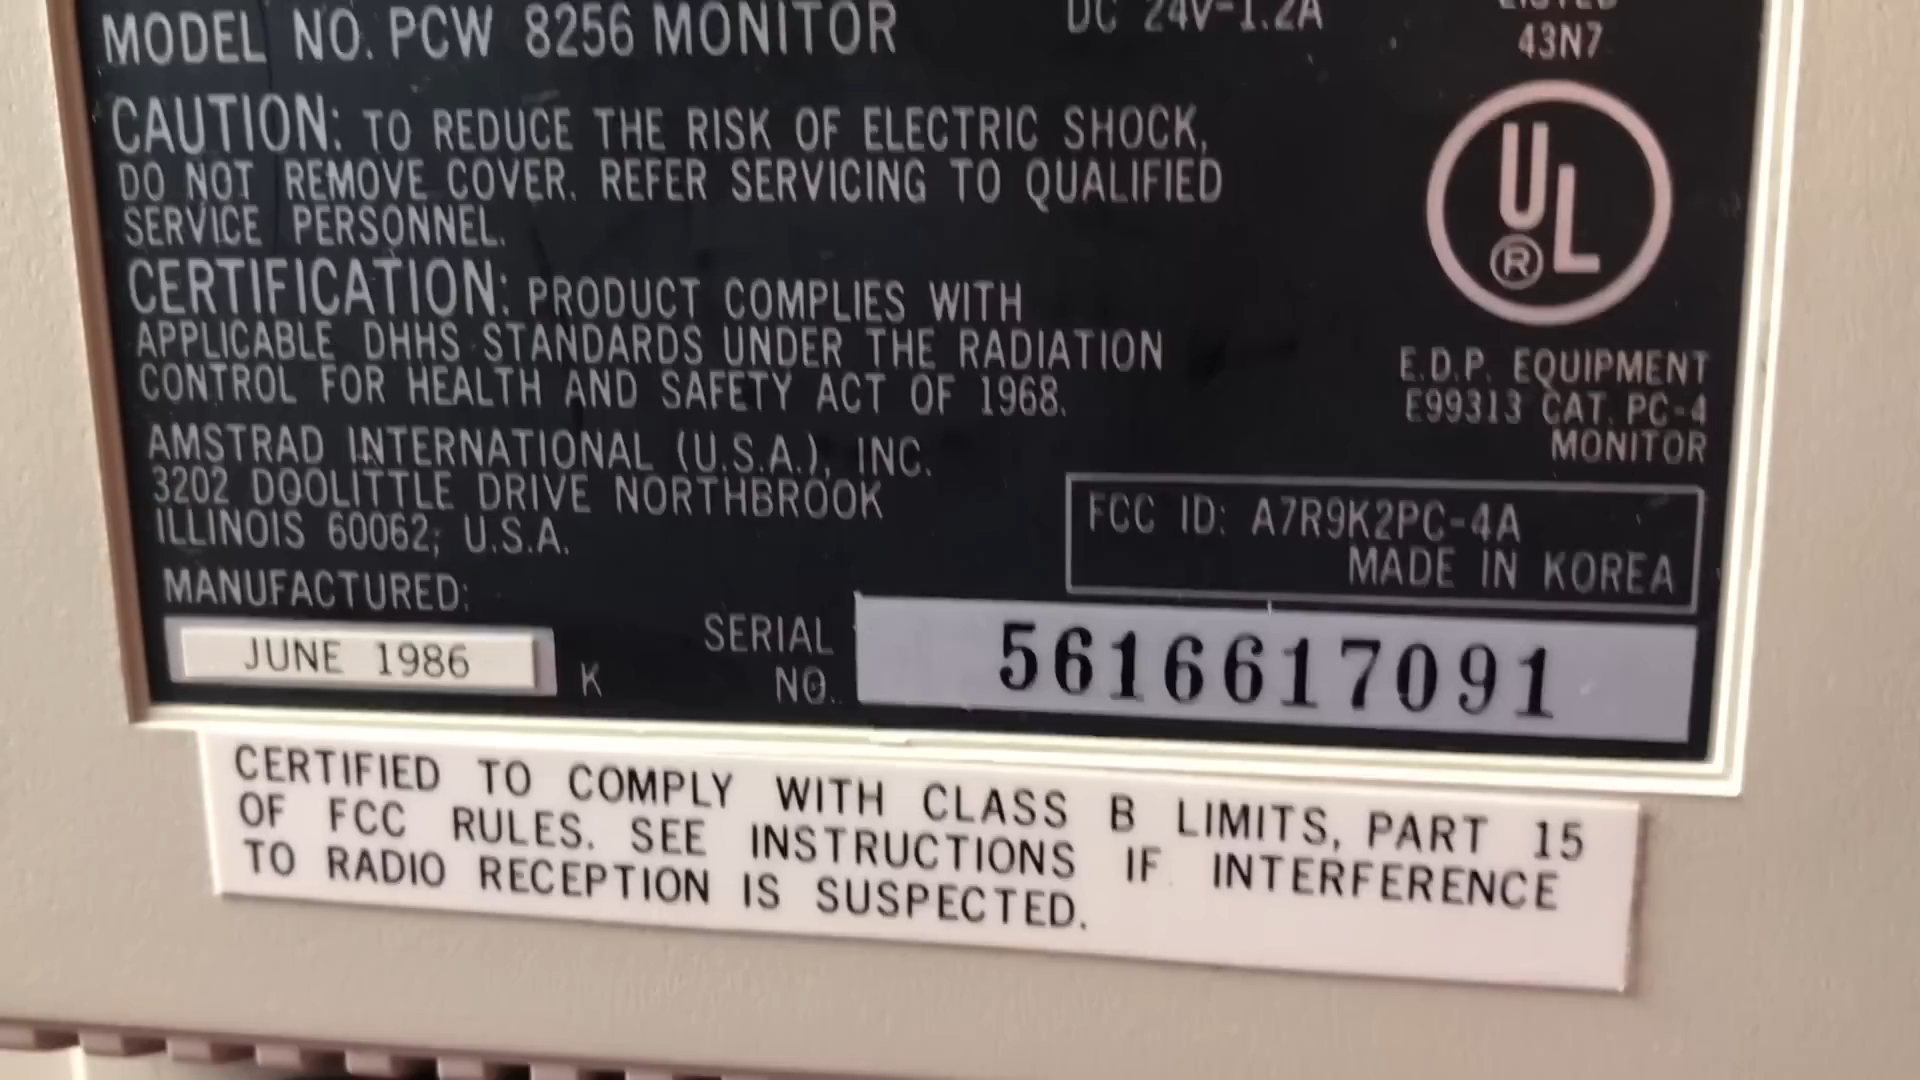 MODEL NO. PCW 8256 MONITOR
DC 24V-1.2A
LISTED
43N7
CAUTION: TO REDUCE THE RISK OF ELECTRIC SHOCK,
DO NOT REMOVE COVER. REFER SERVICING TO QUALIFIED
SERVICE PERSONNEL.
UL
®
CERTIFICATION: PRODUCT COMPLIES WITH
APPLICABLE DHHS STANDARDS UNDER THE RADIATION
CONTROL FOR HEALTH AND SAFETY ACT OF 1968.
E.D.P. EQUIPMENT
E99313 CAT. PC-4
MONITOR
AMSTRAD INTERNATIONAL (U.S.A.), INC.
3202 DOOLITTLE DRIVE NORTHBROOK
ILLINOIS 60062; U.S.A.
FCC ID: A7R9K2PC-4A
MADE IN KOREA
MANUFACTURED:
JUNE 1986
K
SERIAL
NO.
5616617091
CERTIFIED TO COMPLY WITH CLASS B LIMITS, PART 15
OF FCC RULES. SEE INSTRUCTIONS IF INTERFERENCE
TO RADIO RECEPTION IS SUSPECTED.